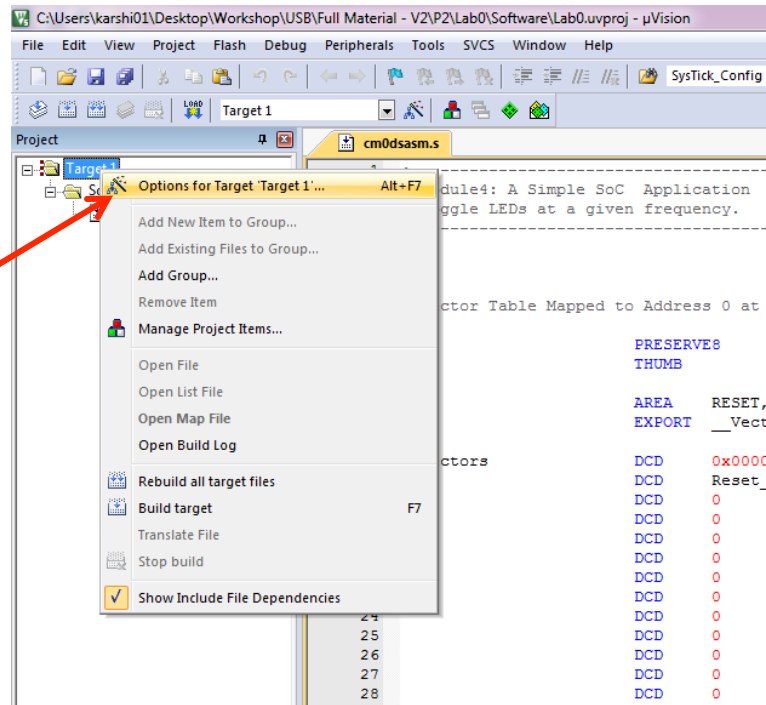 C:\Users\karshi01\Desktop\Workshop\USB\Full Material - V2\P2\Lab0\Software\Lab0.uvproj - µVision
File Edit View Project Flash Debug Peripherals Tools SVCS Window Help
SysTick_Config
LOAD Target 1
Project
cm0dsasm.s
Target 1
Options for Target 'Target 1'... Alt+F7
dule4: A Simple SoC Application
Add New Item to Group...
ggle LEDs at a given frequency.
Add Existing Files to Group...
Add Group...
Remove Item
ctor Table Mapped to Address 0 at
Manage Project Items...
PRESERVE8
Open File
THUMB
Open List File
AREA RESET,
Open Map File
EXPORT __Vect
Open Build Log
ctors DCD 0x0000
Rebuild all target files
DCD Reset_
DCD 0
Build target F7
DCD 0
Translate File
DCD 0
Stop build
DCD 0
DCD 0
Show Include File Dependencies
DCD 0
24 DCD 0
25 DCD 0
26 DCD 0
27 DCD 0
28 DCD 0